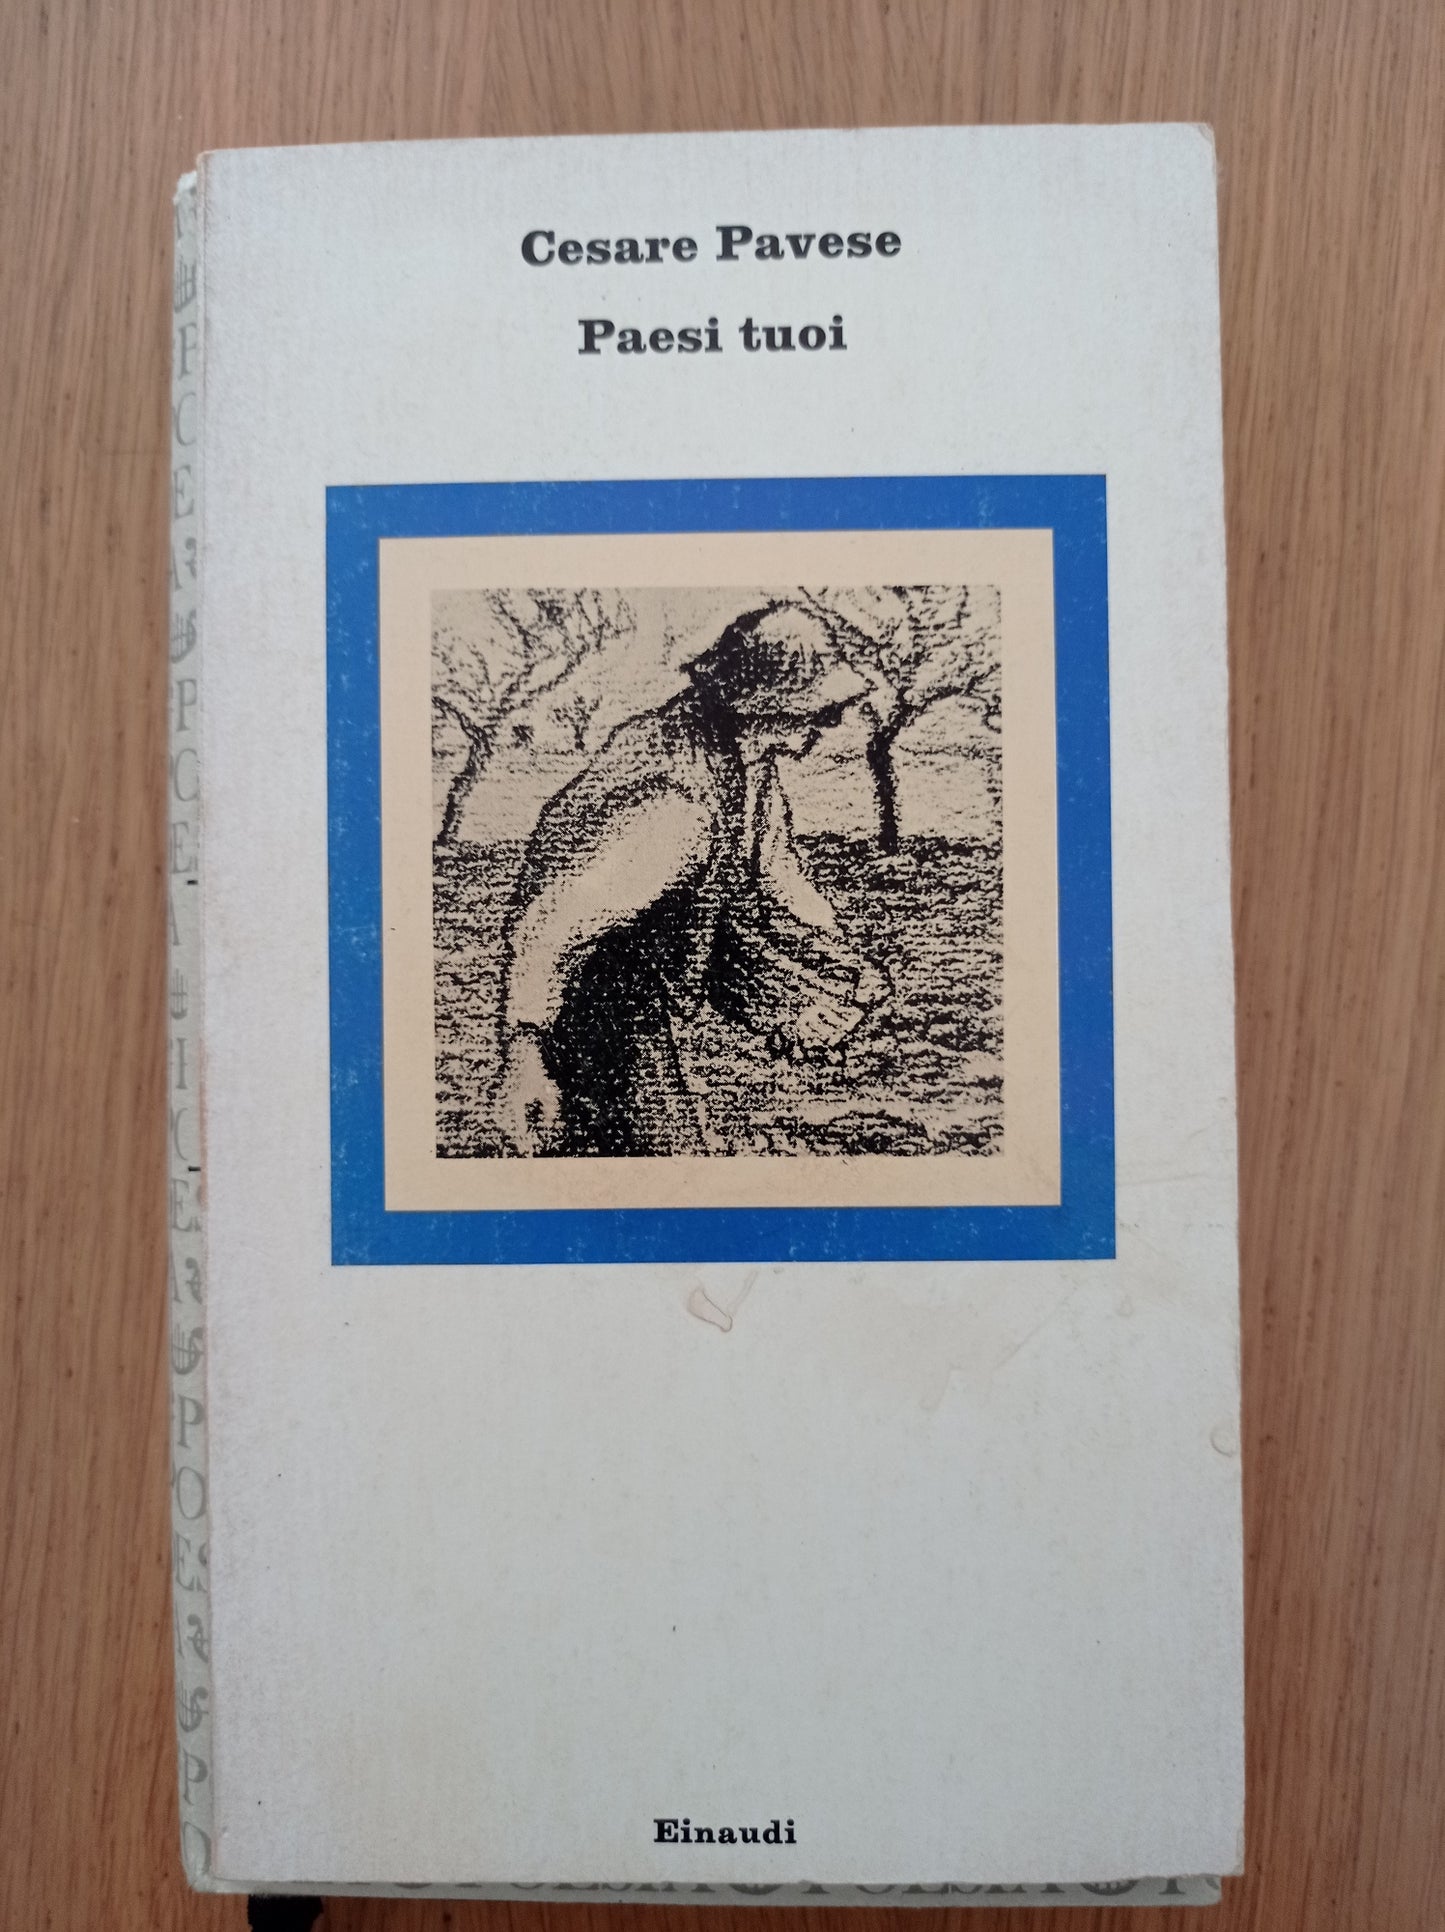 Cesare Pavese
Paesi tuoi
Einaudi